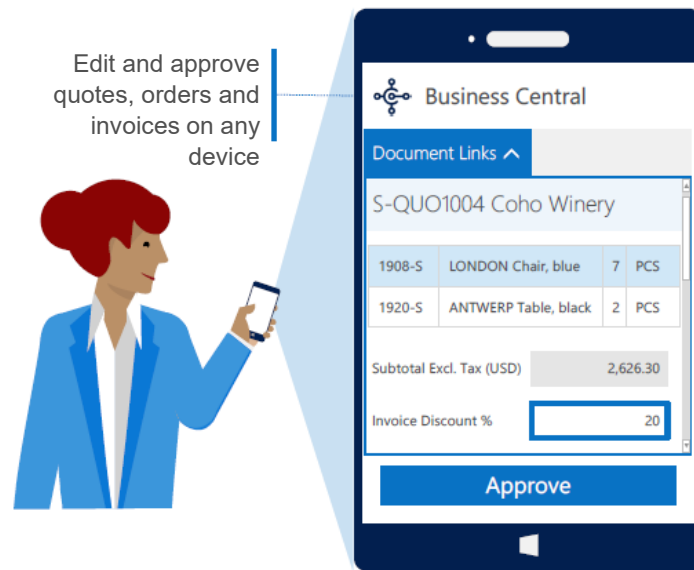 Edit and approve
quotes, orders and
invoices on any
device
Business Central
Document Links
S-QUO1004 Coho Winery
1908-S LONDON Chair, blue 7 PCS
1920-S ANTWERP Table, black 2 PCS
Subtotal Excl. Tax (USD) 2,626.30
Invoice Discount % 20
Approve